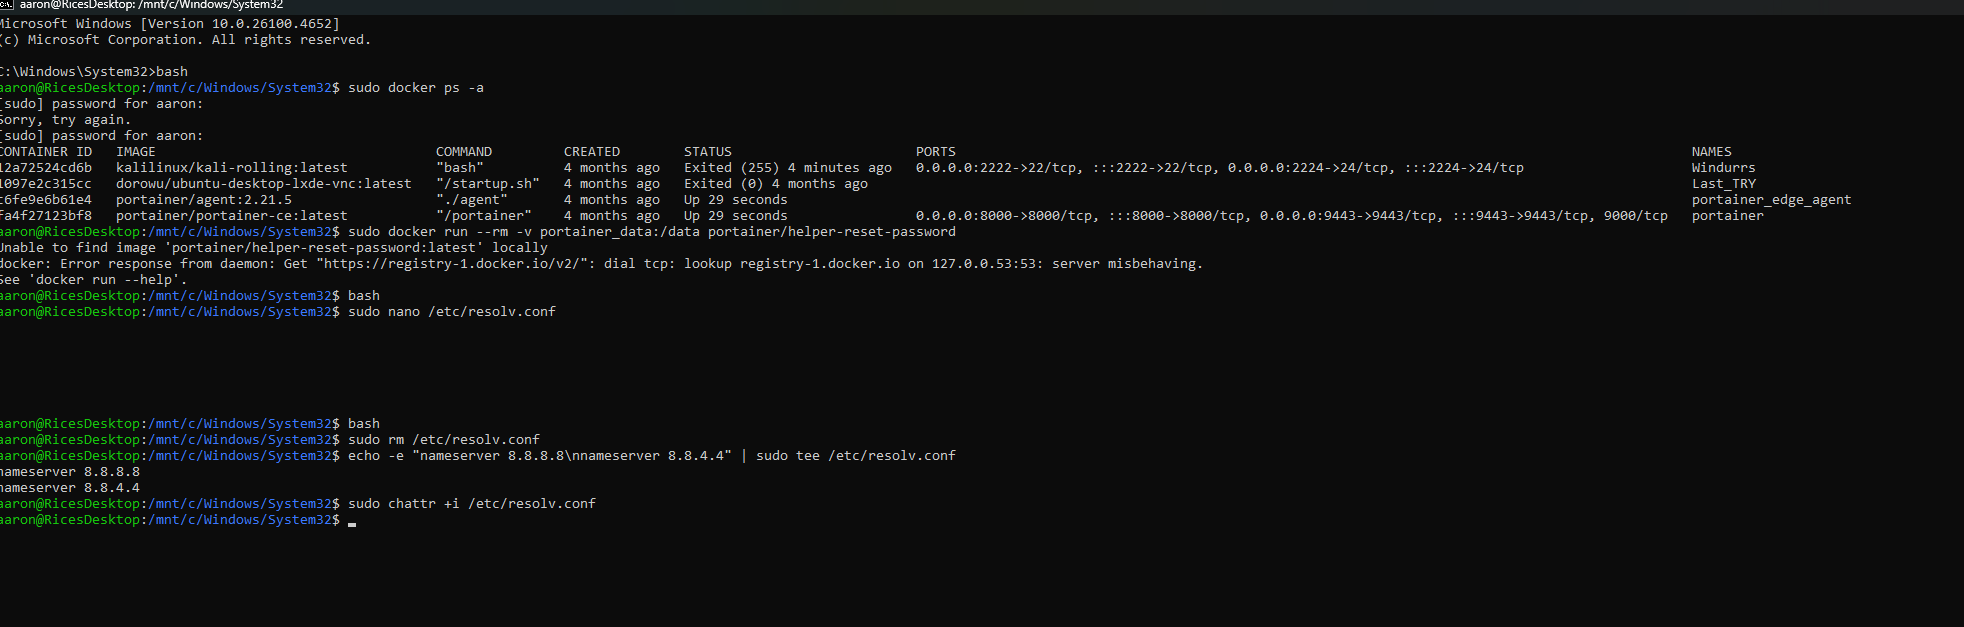 aaron@RicesDesktop: /mnt/c/Windows/System32
Microsoft Windows [Version 10.0.26100.4652]
(c) Microsoft Corporation. All rights reserved.
C:\Windows\System32>bash
aaron@RicesDesktop:/mnt/c/Windows/System32$ sudo docker ps -a
[sudo] password for aaron:
Sorry, try again.
[sudo] password for aaron:
CONTAINER ID   IMAGE                                  COMMAND         CREATED        STATUS                       PORTS                                                                                            NAMES
12a72524cd6b   kalilinux/kali-rolling:latest           "bash"          4 months ago   Exited (255) 4 minutes ago   0.0.0.0:2222->22/tcp, :::2222->22/tcp, 0.0.0.0:2224->24/tcp, :::2224->24/tcp                     Windurrs
1097e2c315cc   dorowu/ubuntu-desktop-lxde-vnc:latest   "/startup.sh"   4 months ago   Exited (0) 4 months ago                                                                                                       Last_TRY
c6fe9e6b61e4   portainer/agent:2.21.5                  "./agent"       4 months ago   Up 29 seconds                                                                                                                 portainer_edge_agent
fa4f27123bf8   portainer/portainer-ce:latest           "/portainer"    4 months ago   Up 29 seconds                0.0.0.0:8000->8000/tcp, :::8000->8000/tcp, 0.0.0.0:9443->9443/tcp, :::9443->9443/tcp, 9000/tcp   portainer
aaron@RicesDesktop:/mnt/c/Windows/System32$ sudo docker run --rm -v portainer_data:/data portainer/helper-reset-password
Unable to find image 'portainer/helper-reset-password:latest' locally
docker: Error response from daemon: Get "https://registry-1.docker.io/v2/": dial tcp: lookup registry-1.docker.io on 127.0.0.53:53: server misbehaving.
See 'docker run --help'.
aaron@RicesDesktop:/mnt/c/Windows/System32$ bash
aaron@RicesDesktop:/mnt/c/Windows/System32$ sudo nano /etc/resolv.conf
aaron@RicesDesktop:/mnt/c/Windows/System32$ bash
aaron@RicesDesktop:/mnt/c/Windows/System32$ sudo rm /etc/resolv.conf
aaron@RicesDesktop:/mnt/c/Windows/System32$ echo -e "nameserver 8.8.8.8\nnameserver 8.8.4.4" | sudo tee /etc/resolv.conf
nameserver 8.8.8.8
nameserver 8.8.4.4
aaron@RicesDesktop:/mnt/c/Windows/System32$ sudo chattr +i /etc/resolv.conf
aaron@RicesDesktop:/mnt/c/Windows/System32$